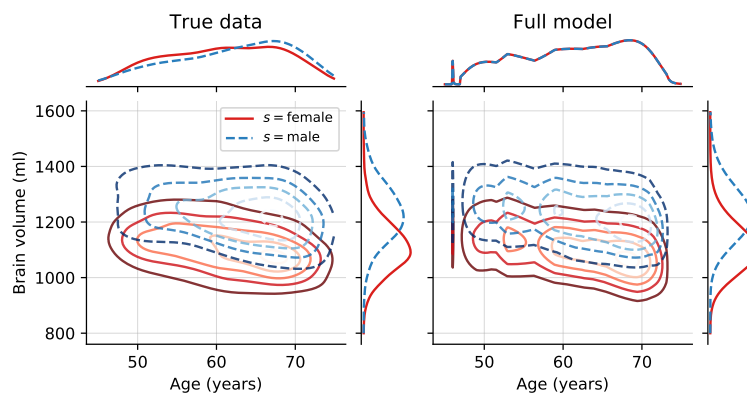 True data
Full model
s = female
s = male
Brain volume (ml)
1600
1400
1200
1000
800
50
60
70
50
60
70
Age (years)
Age (years)